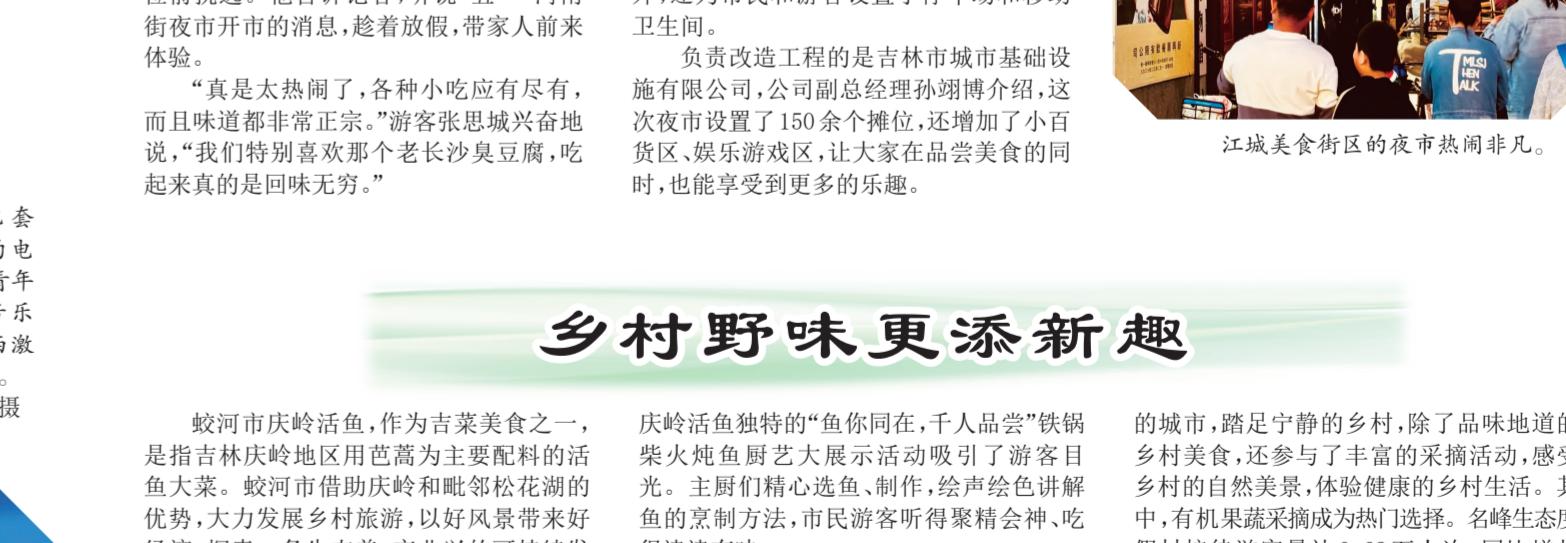 街夜市开市的消息，趁着放假，带家人前来
体验。
“真是太热闹了，各种小吃应有尽有，
而且味道都非常正宗。”游客张思城兴奋地
说，“我们特别喜欢那个老长沙臭豆腐，吃
起来真的是回味无穷。”
卫生间。
负责改造工程的是吉林市城市基础设
施有限公司，公司副总经理孙翊博介绍，这
次夜市设置了150余个摊位，还增加了小百
货区、娱乐游戏区，让大家在品尝美食的同
时，也能享受到更多的乐趣。
TALK
江城美食街区的夜市热闹非凡。
套
电
青年
乐
激
。
摄
乡村野味更添新趣
蛟河市庆岭活鱼，作为吉菜美食之一，
是指吉林庆岭地区用芭蒿为主要配料的活
鱼大菜。蛟河市借助庆岭和毗邻松花湖的
优势，大力发展乡村旅游，以好风景带来好
庆岭活鱼独特的“鱼你同在，千人品尝”铁锅
柴火炖鱼厨艺大展示活动吸引了游客目
光。主厨们精心选鱼、制作，绘声绘色讲解
鱼的烹制方法，市民游客听得聚精会神、吃
的城市，踏足宁静的乡村，除了品味地道的
乡村美食，还参与了丰富的采摘活动，感受
乡村的自然美景，体验健康的乡村生活。其
中，有机果蔬采摘成为热门选择。名峰生态度